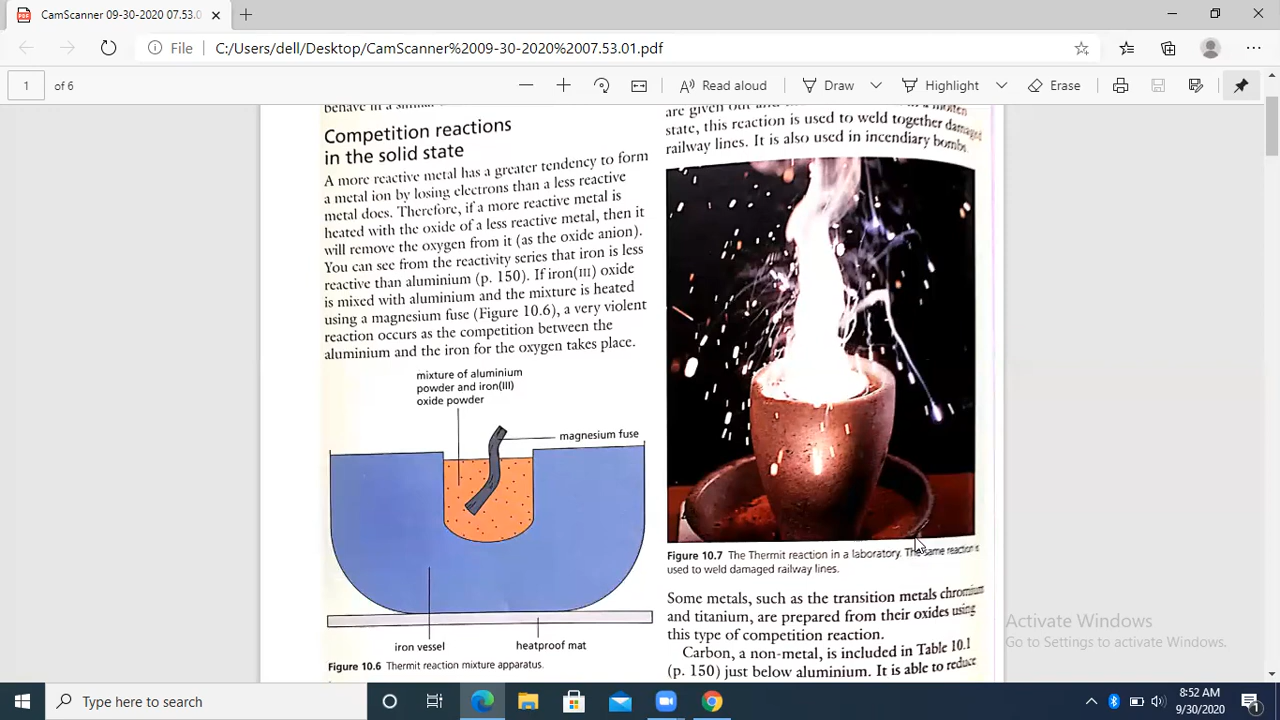 CamScanner 09-30-2020 07.53.0
File
C:/Users/dell/Desktop/CamScanner%2009-30-2020%2007.53.01.pdf
1
of 6
Read aloud
Draw
Highlight
Erase
behave in a similar
Competition reactions
in the solid state
A more reactive metal has a greater tendency to form
a metal ion by losing electrons than a less reactive
metal does. Therefore, if a more reactive metal is
heated with the oxide of a less reactive metal, then it
will remove the oxygen from it (as the oxide anion).
You can see from the reactivity series that iron is less
reactive than aluminium (p. 150). If iron(III) oxide
is mixed with aluminium and the mixture is heated
using a magnesium fuse (Figure 10.6), a very violent
reaction occurs as the competition between the
aluminium and the iron for the oxygen takes place.
mixture of aluminium
powder and iron(III)
oxide powder
magnesium fuse
iron vessel
heatproof mat
Figure 10.6 Thermit reaction mixture apparatus.
are given out and molten
state, this reaction is used to weld together damaged
railway lines. It is also used in incendiary bombs.
Figure 10.7 The Thermit reaction in a laboratory. The same reaction is
used to weld damaged railway lines.
Some metals, such as the transition metals chromium
and titanium, are prepared from their oxides using
this type of competition reaction.
Carbon, a non-metal, is included in Table 10.1
(p. 150) just below aluminium. It is able to reduce
Activate Windows
Go to Settings to activate Windows.
Type here to search
8:52 AM
9/30/2020
1